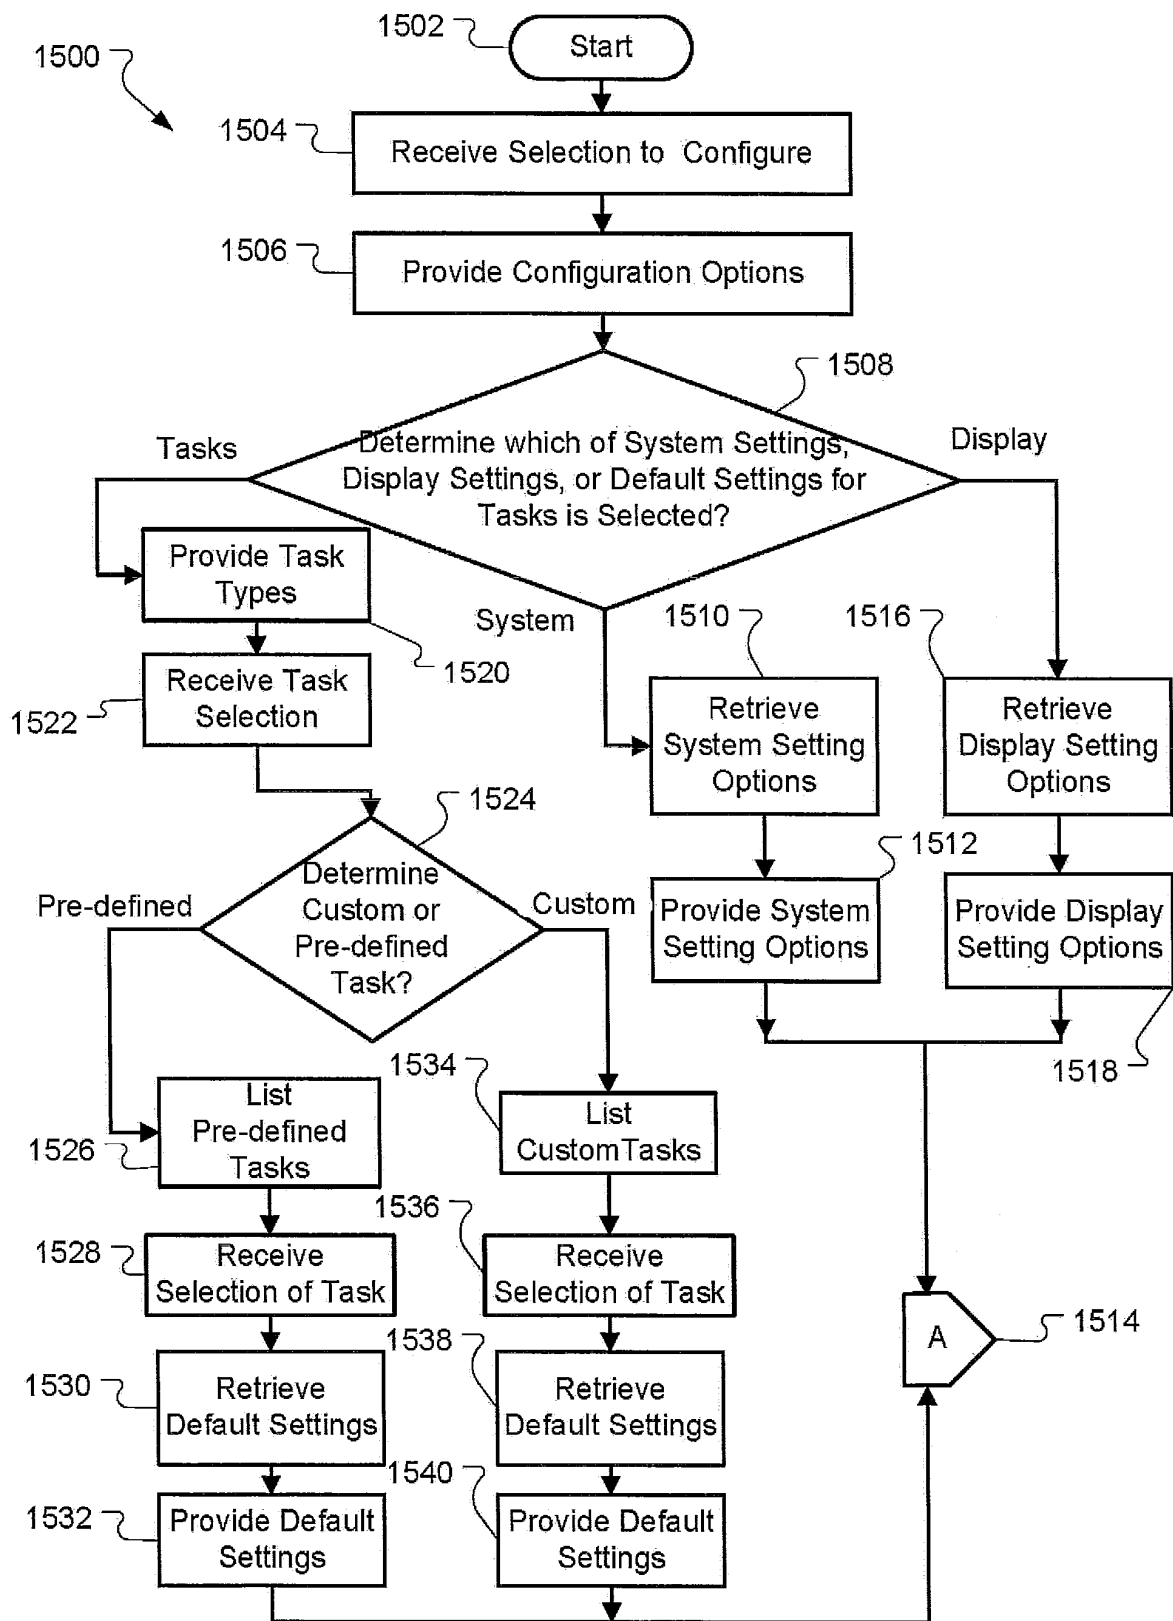 1502
Start
1500
1504
Receive Selection to Configure
1506
Provide Configuration Options
1508
Tasks
Display
Determine which of System Settings,
Display Settings, or Default Settings for
Tasks is Selected?
Provide Task
Types
System
1510
1516
1520
Receive Task
Selection
1522
Retrieve
System Setting
Options
Retrieve
Display Setting
Options
1524
1512
Determine
Custom or
Pre-defined
Task?
Pre-defined
Custom
Provide System
Setting Options
Provide Display
Setting Options
1534
1518
List
Pre-defined
Tasks
1526
List
CustomTasks
1536
1528
Receive
Selection of Task
Receive
Selection of Task
A
1514
1538
1530
Retrieve
Default Settings
Retrieve
Default Settings
1540
1532
Provide Default
Settings
Provide Default
Settings